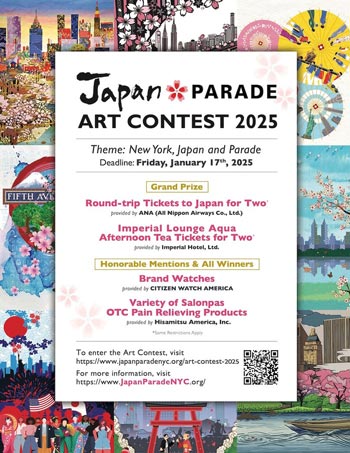 FIFTH AVE
Japan PARADE
ART CONTEST 2025
Theme: New York, Japan and Parade
Deadline: Friday, January 17th, 2025
Grand Prize
Round-trip Tickets to Japan for Two*
provided by ANA (All Nippon Airways Co., Ltd.)
Imperial Lounge Aqua
Afternoon Tea Tickets for Two*
provided by Imperial Hotel, Ltd.
Honorable Mentions & All Winners
Brand Watches
provided by CITIZEN WATCH AMERICA
Variety of Salonpas
OTC Pain Relieving Products
provided by Hisamitsu America, Inc.
*Some Restrictions Apply
To enter the Art Contest, visit
https://www.japanparadenyc.org/art-contest-2025
For more information, visit
https://www.JapanParadeNYC.org/